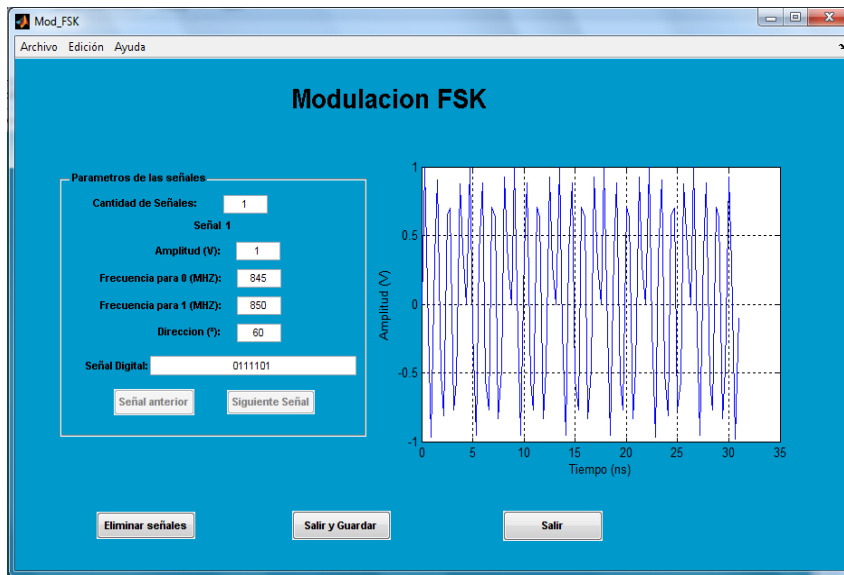 Mod_FSK
Archivo Edición Ayuda
Modulacion FSK
Parametros de las señales
Cantidad de Señales: 1
Señal 1
Amplitud (V): 1
Frecuencia para 0 (MHZ): 845
Frecuencia para 1 (MHZ): 850
Direccion (º): 60
Señal Digital: 0111101
Señal anterior Siguiente Señal
1
0.5
0
-0.5
-1
Amplitud (V)
0 5 10 15 20 25 30 35
Tiempo (ns)
Eliminar señales Salir y Guardar Salir